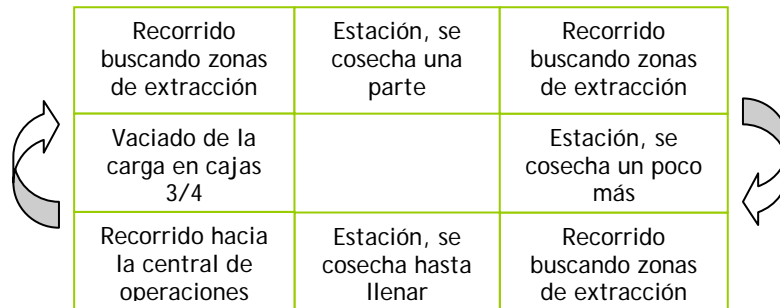 Recorrido
buscando zonas
de extracción
Estación, se
cosecha una
parte
Recorrido
buscando zonas
de extracción
Vaciado de la
carga en cajas
3/4
Estación, se
cosecha un poco
más
Recorrido hacia
la central de
operaciones
Estación, se
cosecha hasta
llenar
Recorrido
buscando zonas
de extracción